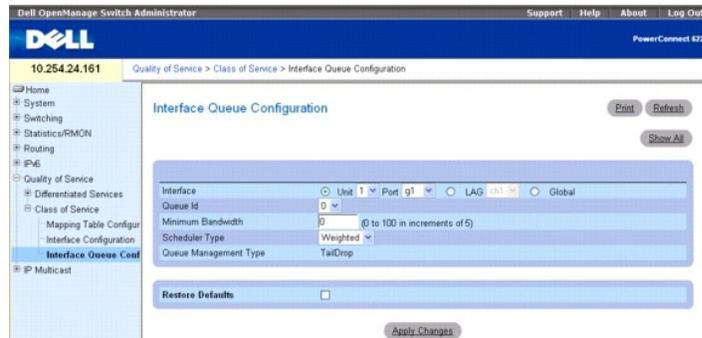 Dell OpenManage Switch Administrator
Support Help About Log Out
DELL
PowerConnect
10.254.24.161
Quality of Service > Class of Service > Interface Queue Configuration
Home
System
Switching
Statistics/RMON
Routing
IPv6
Quality of Service
Differentiated Services
Class of Service
Mapping Table Configur
Interface Configuration
Interface Queue Conf
IP Multicast
Interface Queue Configuration
Print Refresh
Show All
Interface Unit 1 Port g1 LAG ch1 Global
Queue Id 0
Minimum Bandwidth 0 (0 to 100 in increments of 5)
Scheduler Type Weighted
Queue Management Type TailDrop
Restore Defaults
Apply Changes